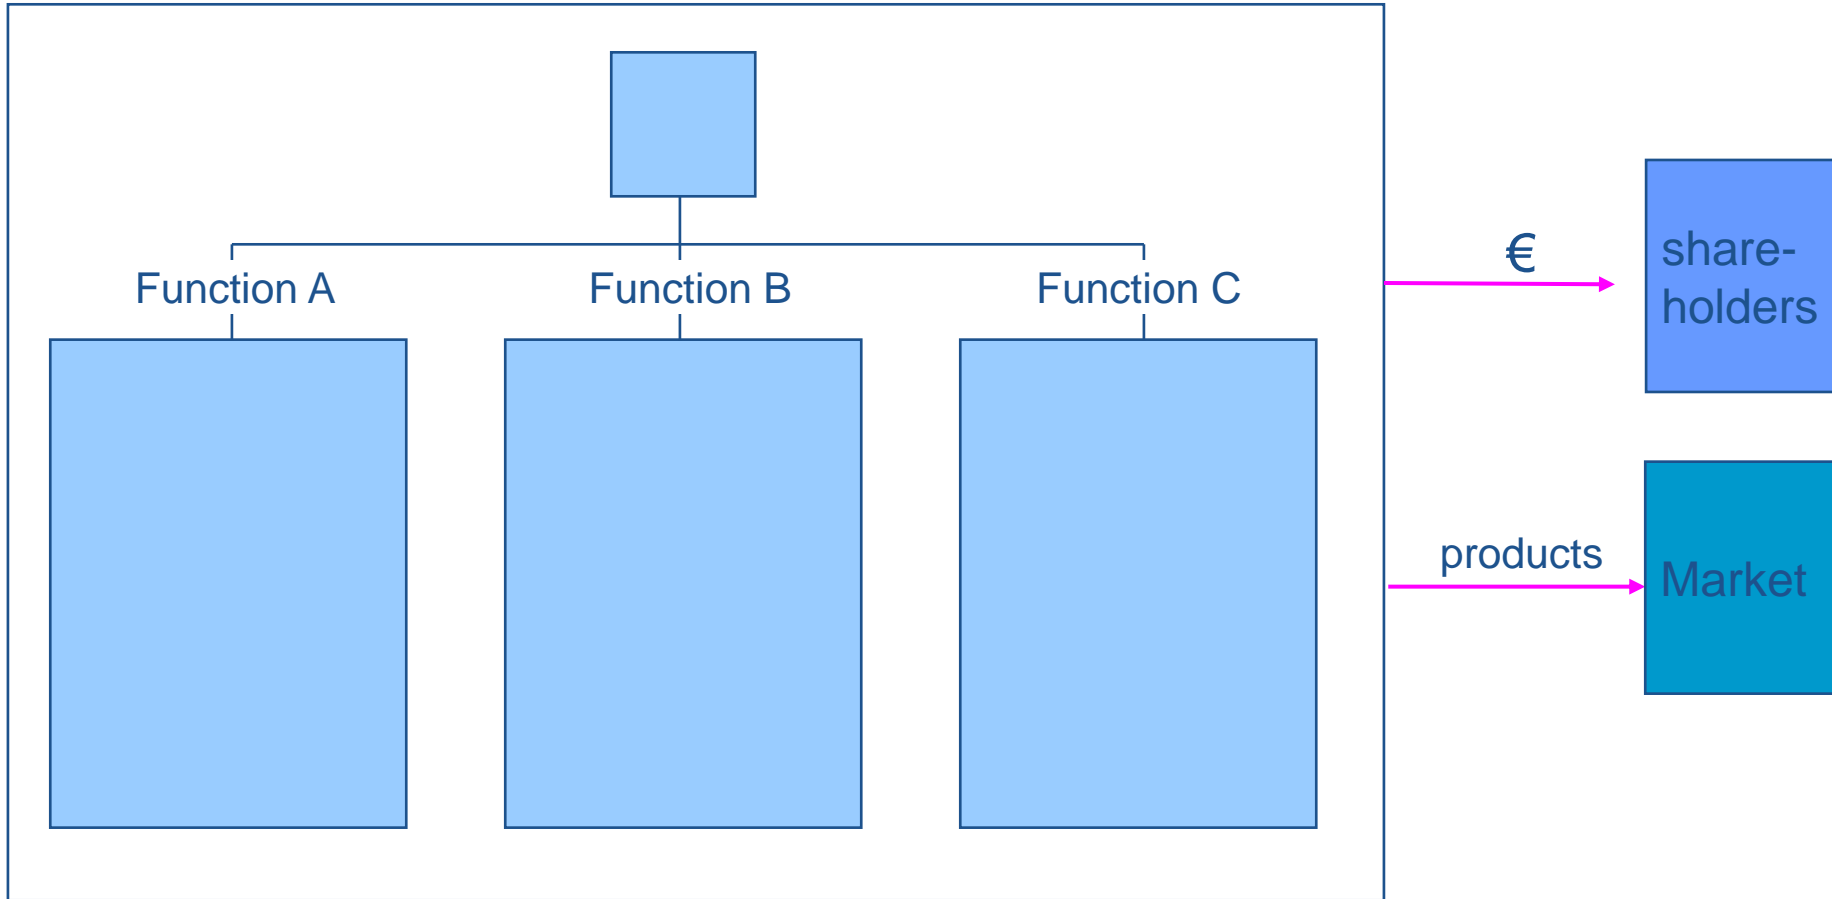 Function A
Function B
Function C
€
share-
holders
products
Market